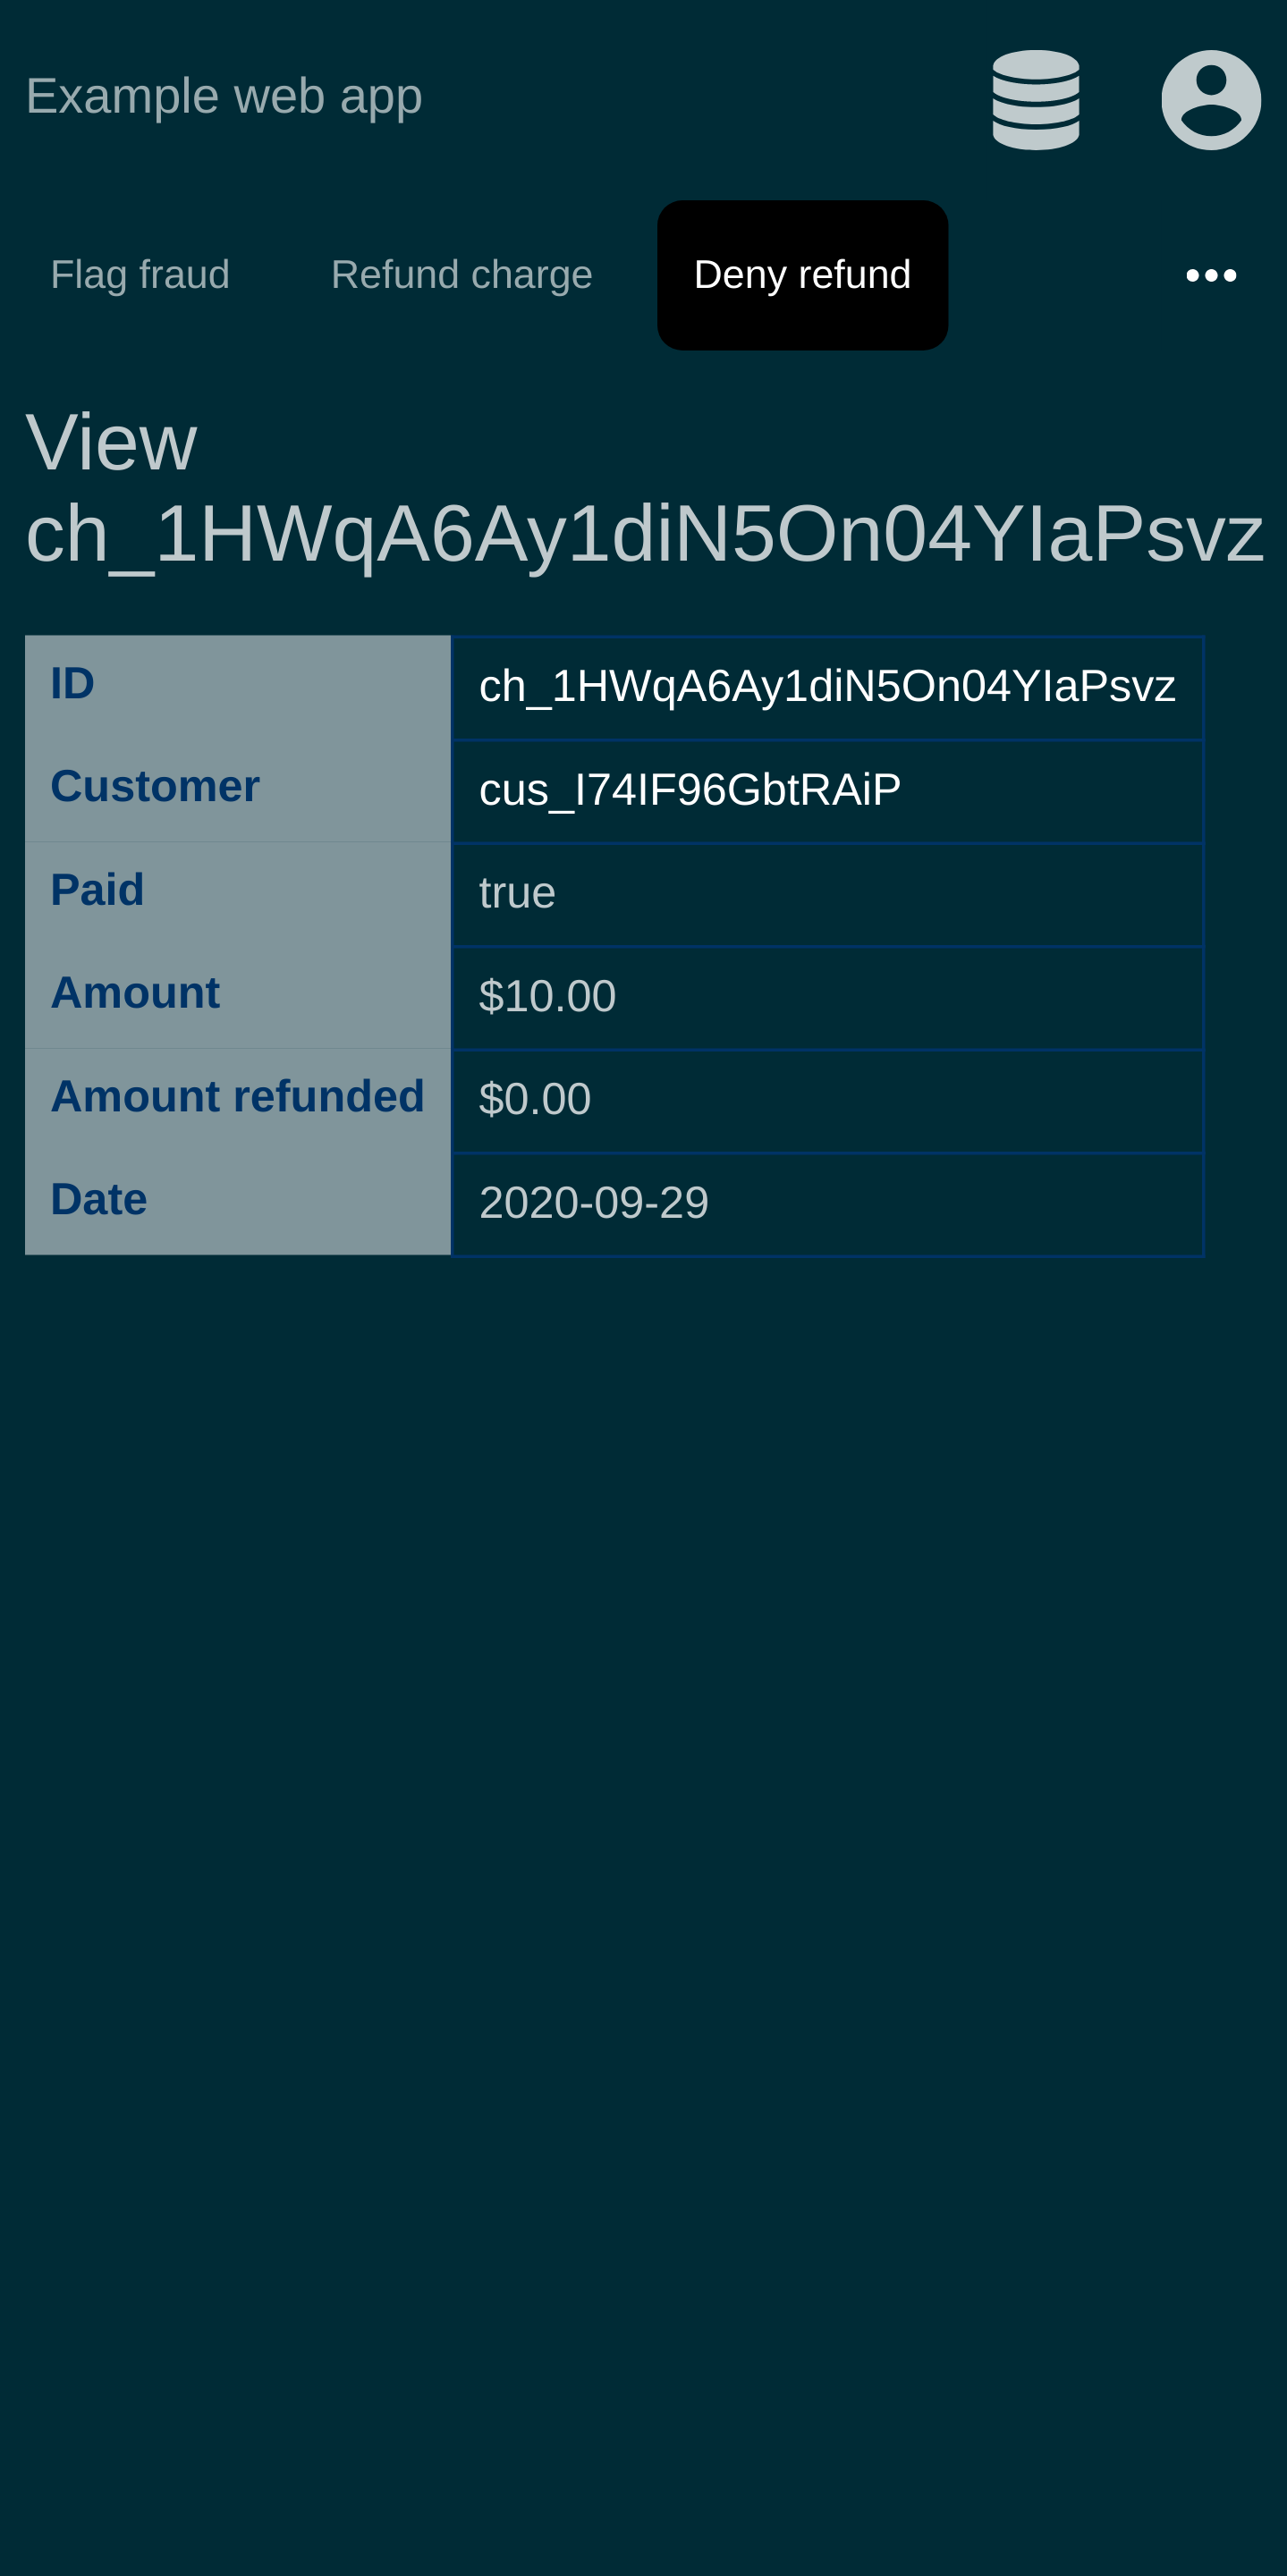 Example web app
Flag fraud Refund charge Deny refund •••
View
ch_1HWqA6Ay1diN5On04YIaPsvz
ID ch_1HWqA6Ay1diN5On04YIaPsvz
Customer cus_I74IF96GbtRAiP
Paid true
Amount $10.00
Amount refunded $0.00
Date 2020-09-29